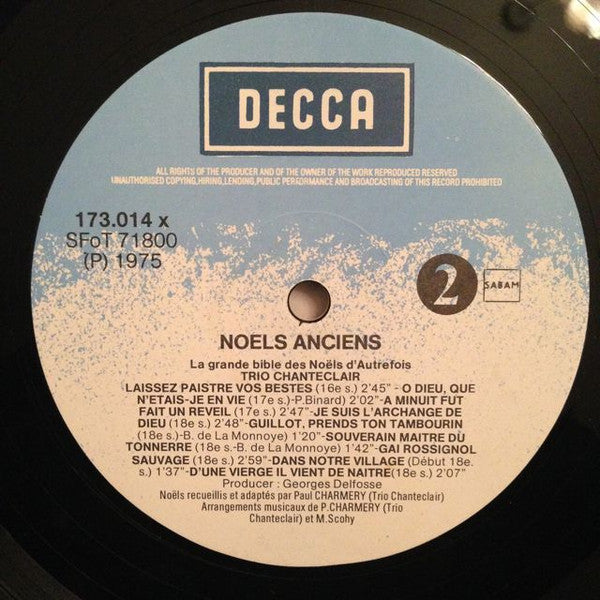 DECCA
ALL RIGHTS OF THE PRODUCER AND OF THE OWNER OF THE WORK REPRODUCED RESERVED
UNAUTHORISED COPYING,HIRING,LENDING,PUBLIC PERFORMANCE AND BROADCASTING OF THIS RECORD PROHIBITED
173.014 x
SFoT 71800
(P) 1975
2
SABAM
NOELS ANCIENS
La grande bible des Noëls d'Autrefois
TRIO CHANTECLAIR
LAISSEZ PAISTRE VOS BESTES (16e s.) 2'45" - O DIEU, QUE
N'ETAIS-JE EN VIE (17e s.)-P.Binard) 2'02"-A MINUIT FUT
FAIT UN REVEIL (17e s.) 2'47"-JE SUIS L'ARCHANGE DE
DIEU (18e s.) 2'48"-GUILLOT, PRENDS TON TAMBOURIN
(18e s.)-B. de La Monnoye) 1'20"-SOUVERAIN MAITRE DU
TONNERRE (18e s.-B. de La Monnoye) 1'42"-GAI ROSSIGNOL
SAUVAGE (18e s.) 2'59"-DANS NOTRE VILLAGE (Début 18e.
s.) 1'37"-D'UNE VIERGE IL VIENT DE NAITRE(18e s.) 2'07"
Producer : Georges Delfosse
Noëls recueillis et adaptés par Paul CHARMERY (Trio Chanteclair)
Arrangements musicaux de P.CHARMERY (Trio
Chanteclair) et M.Scohy